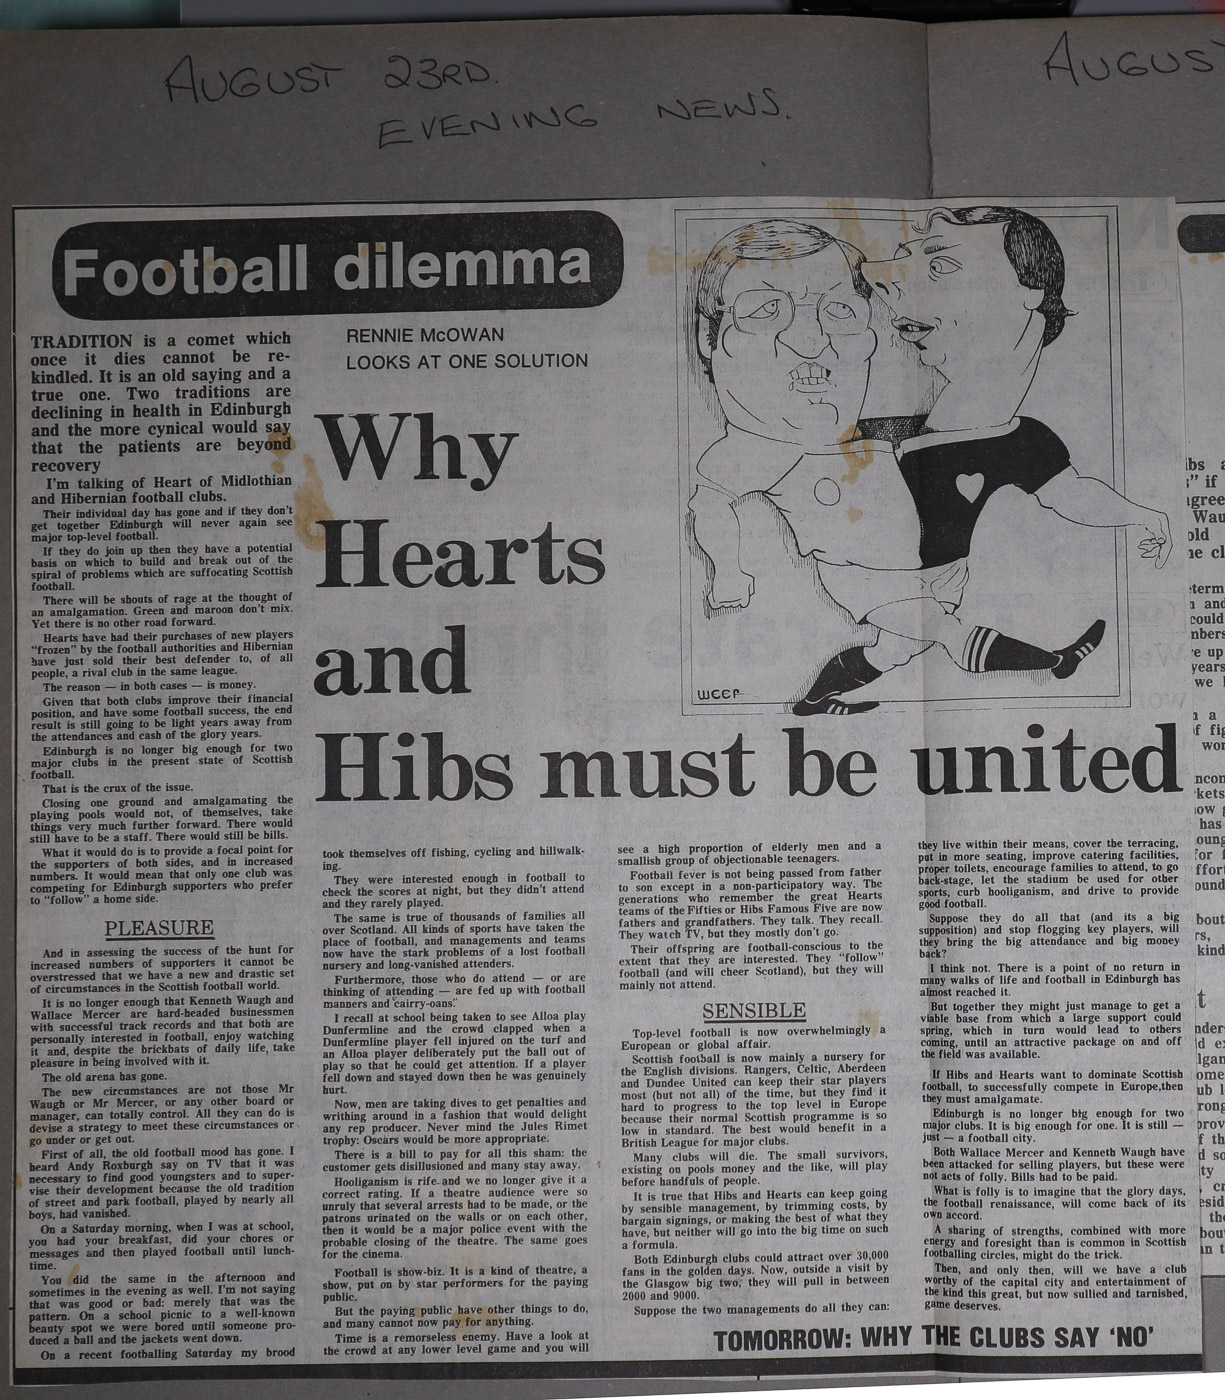 AUGUST 23RD.
EVENING NEWS.
AUGUS
Football dilemma
RENNIE McOWAN
LOOKS AT ONE SOLUTION
Why
Hearts
and
Hibs must be united
WEEF
TRADITION is a comet which
once it dies cannot be re-
kindled. It is an old saying and a
true one. Two traditions are
declining in health in Edinburgh
and the more cynical would say
that the patients are beyond
recovery
I'm talking of Heart of Midlothian
and Hibernian football clubs.
Their individual day has gone and if they don't
get together Edinburgh will never again see
major top-level football.
If they do join up then they have a potential
basis on which to build and break out of the
spiral of problems which are suffocating Scottish
football.
There will be shouts of rage at the thought of
an amalgamation. Green and maroon don't mix.
Yet there is no other road forward.
Hearts have had their purchases of new players
"frozen" by the football authorities and Hibernian
have just sold their best defender to, of all
people, a rival club in the same league.
The reason — in both cases — is money.
Given that both clubs improve their financial
position, and have some football success, the end
result is still going to be light years away from
the attendances and cash of the glory years.
Edinburgh is no longer big enough for two
major clubs in the present state of Scottish
football.
That is the crux of the issue.
Closing one ground and amalgamating the
playing pools would not, of themselves, take
things very much further forward. There would
still have to be a staff. There would still be bills.
What it would do is to provide a focal point for
the supporters of both sides, and in increased
numbers. It would mean that only one club was
competing for Edinburgh supporters who prefer
to "follow" a home side.
PLEASURE
And in assessing the success of the hunt for
increased numbers of supporters it cannot be
overstressed that we have a new and drastic set
of circumstances in the Scottish football world.
It is no longer enough that Kenneth Waugh and
Wallace Mercer are hard-headed businessmen
with successful track records and that both are
personally interested in football, enjoy watching
it and, despite the brickbats of daily life, take
pleasure in being involved with it.
The old arena has gone.
The new circumstances are not those Mr
Waugh or Mr Mercer, or any other board or
manager, can totally control. All they can do is
devise a strategy to meet these circumstances or
go under or get out.
First of all, the old football mood has gone. I
heard Andy Roxburgh say on TV that it was
necessary to find good youngsters and to super-
vise their development because the old tradition
of street and park football, played by nearly all
boys, had vanished.
On a Saturday morning, when I was at school,
you had your breakfast, did your chores or
messages and then played football until lunch-
time.
You did the same in the afternoon and
sometimes in the evening as well. I'm not saying
that was good or bad: merely that was the
pattern. On a school picnic to a well-known
beauty spot we were bored until someone pro-
duced a ball and the jackets went down.
On a recent footballing Saturday my brood
took themselves off fishing, cycling and hillwalk-
ing.
They were interested enough in football to
check the scores at night, but they didn't attend
and they rarely played.
The same is true of thousands of families all
over Scotland. All kinds of sports have taken the
place of football, and managements and teams
now have the stark problems of a lost football
nursery and long-vanished attenders.
Furthermore, those who do attend — or are
thinking of attending — are fed up with football
manners and "cairry-oans."
I recall at school being taken to see Alloa play
Dunfermline and the crowd clapped when a
Dunfermline player fell injured on the turf and
an Alloa player deliberately put the ball out of
play so that he could get attention. If a player
fell down and stayed down then he was genuinely
hurt.
Now, men are taking dives to get penalties and
writhing around in a fashion that would delight
any rep producer. Never mind the Jules Rimet
trophy: Oscars would be more appropriate.
There is a bill to pay for all this sham: the
customer gets disillusioned and many stay away.
Hooliganism is rife and we no longer give it a
correct rating. If a theatre audience were so
unruly that several arrests had to be made, or the
patrons urinated on the walls or on each other,
then it would be a major police event with the
probable closing of the theatre. The same goes
for the cinema.
Football is show-biz. It is a kind of theatre, a
show, put on by star performers for the paying
public.
But the paying public have other things to do,
and many cannot now pay for anything.
Time is a remorseless enemy. Have a look at
the crowd at any lower level game and you will
see a high proportion of elderly men and a
smallish group of objectionable teenagers.
Football fever is not being passed from father
to son except in a non-participatory way. The
generations who remember the great Hearts
teams of the Fifties or Hibs Famous Five are now
fathers and grandfathers. They talk. They recall.
They watch TV, but they mostly don't go.
Their offspring are football-conscious to the
extent that they are interested. They "follow"
football (and will cheer Scotland), but they will
mainly not attend.
SENSIBLE
Top-level football is now overwhelmingly a
European or global affair.
Scottish football is now mainly a nursery for
the English divisions. Rangers, Celtic, Aberdeen
and Dundee United can keep their star players
most (but not all) of the time, but they find it
hard to progress to the top level in Europe
because their normal Scottish programme is so
low in standard. The best would benefit in a
British League for major clubs.
Many clubs will die. The small survivors,
existing on pools money and the like, will play
before handfuls of people.
It is true that Hibs and Hearts can keep going
by sensible management, by trimming costs, by
bargain signings, or making the best of what they
have, but neither will go into the big time on such
a formula.
Both Edinburgh clubs could attract over 30,000
fans in the golden days. Now, outside a visit by
the Glasgow big two, they will pull in between
2000 and 9000.
Suppose the two managements do all they can:
they live within their means, cover the terracing,
put in more seating, improve catering facilities,
proper toilets, encourage families to attend, to go
back-stage, let the stadium be used for other
sports, curb hooliganism, and drive to provide
good football.
Suppose they do all that (and its a big
supposition) and stop flogging key players, will
they bring the big attendance and big money
back?
I think not. There is a point of no return in
many walks of life and football in Edinburgh has
almost reached it.
But together they might just manage to get a
viable base from which a large support could
spring, which in turn would lead to others
coming, until an attractive package on and off
the field was available.
If Hibs and Hearts want to dominate Scottish
football, to successfully compete in Europe,then
they must amalgamate.
Edinburgh is no longer big enough for two
major clubs. It is big enough for one. It is still —
just — a football city.
Both Wallace Mercer and Kenneth Waugh have
been attacked for selling players, but these were
not acts of folly. Bills had to be paid.
What is folly is to imagine that the glory days,
the football renaissance, will come back of its
own accord.
A sharing of strengths, combined with more
energy and foresight than is common in Scottish
footballing circles, might do the trick.
Then, and only then, will we have a club
worthy of the capital city and entertainment of
the kind this great, but now sullied and tarnished,
game deserves.
TOMORROW: WHY THE CLUBS SAY 'NO'